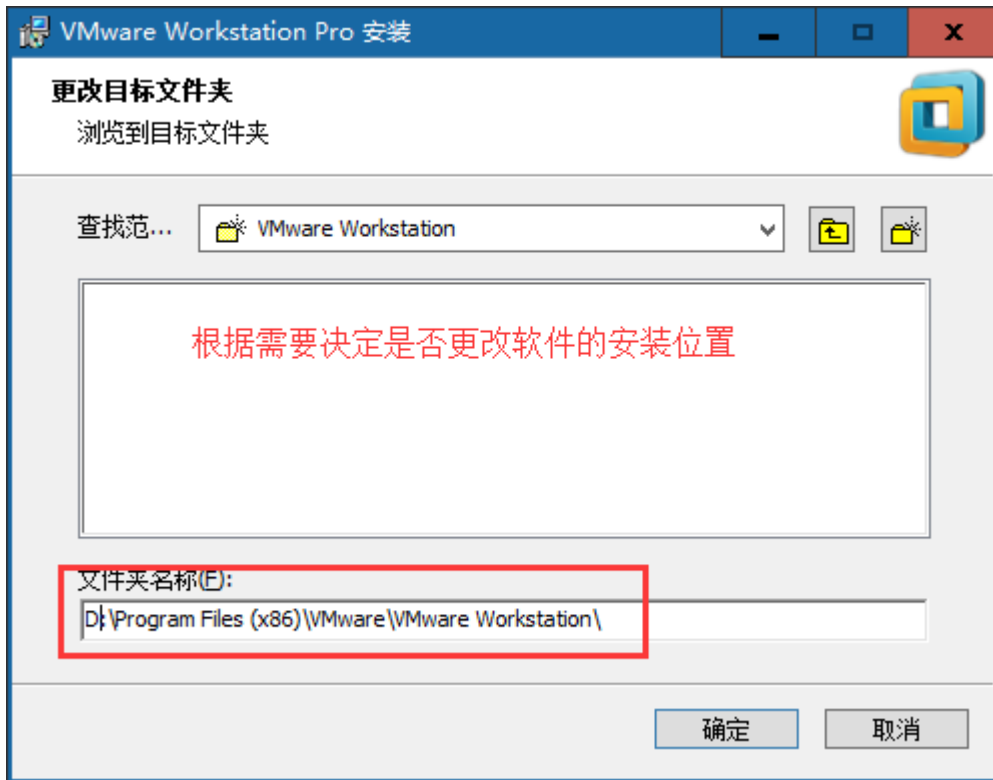 VMware Workstation Pro 安装
更改目标文件夹
浏览到目标文件夹
查找范...
VMware Workstation
根据需要决定是否更改软件的安装位置
文件夹名称(F):
D:\Program Files (x86)\VMware\VMware Workstation\
确定
取消